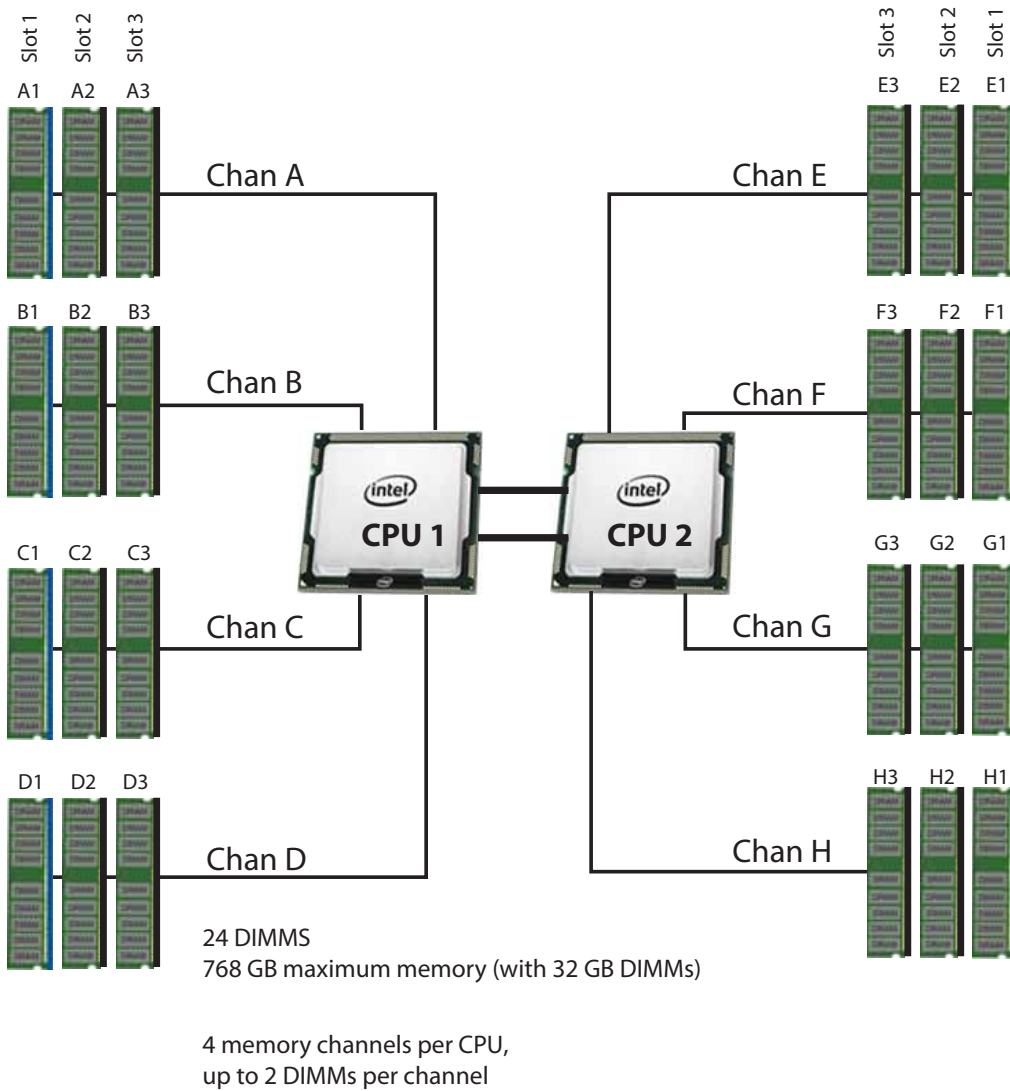 Slot 1 Slot 2 Slot 3
Slot 3 Slot 2 Slot 1
A1 A2 A3
E3 E2 E1
Chan A
Chan E
B1 B2 B3
F3 F2 F1
Chan B
Chan F
intel
CPU 1
intel
CPU 2
C1 C2 C3
G3 G2 G1
Chan C
Chan G
D1 D2 D3
H3 H2 H1
Chan D
Chan H
24 DIMMS
768 GB maximum memory (with 32 GB DIMMs)
4 memory channels per CPU,
up to 2 DIMMs per channel